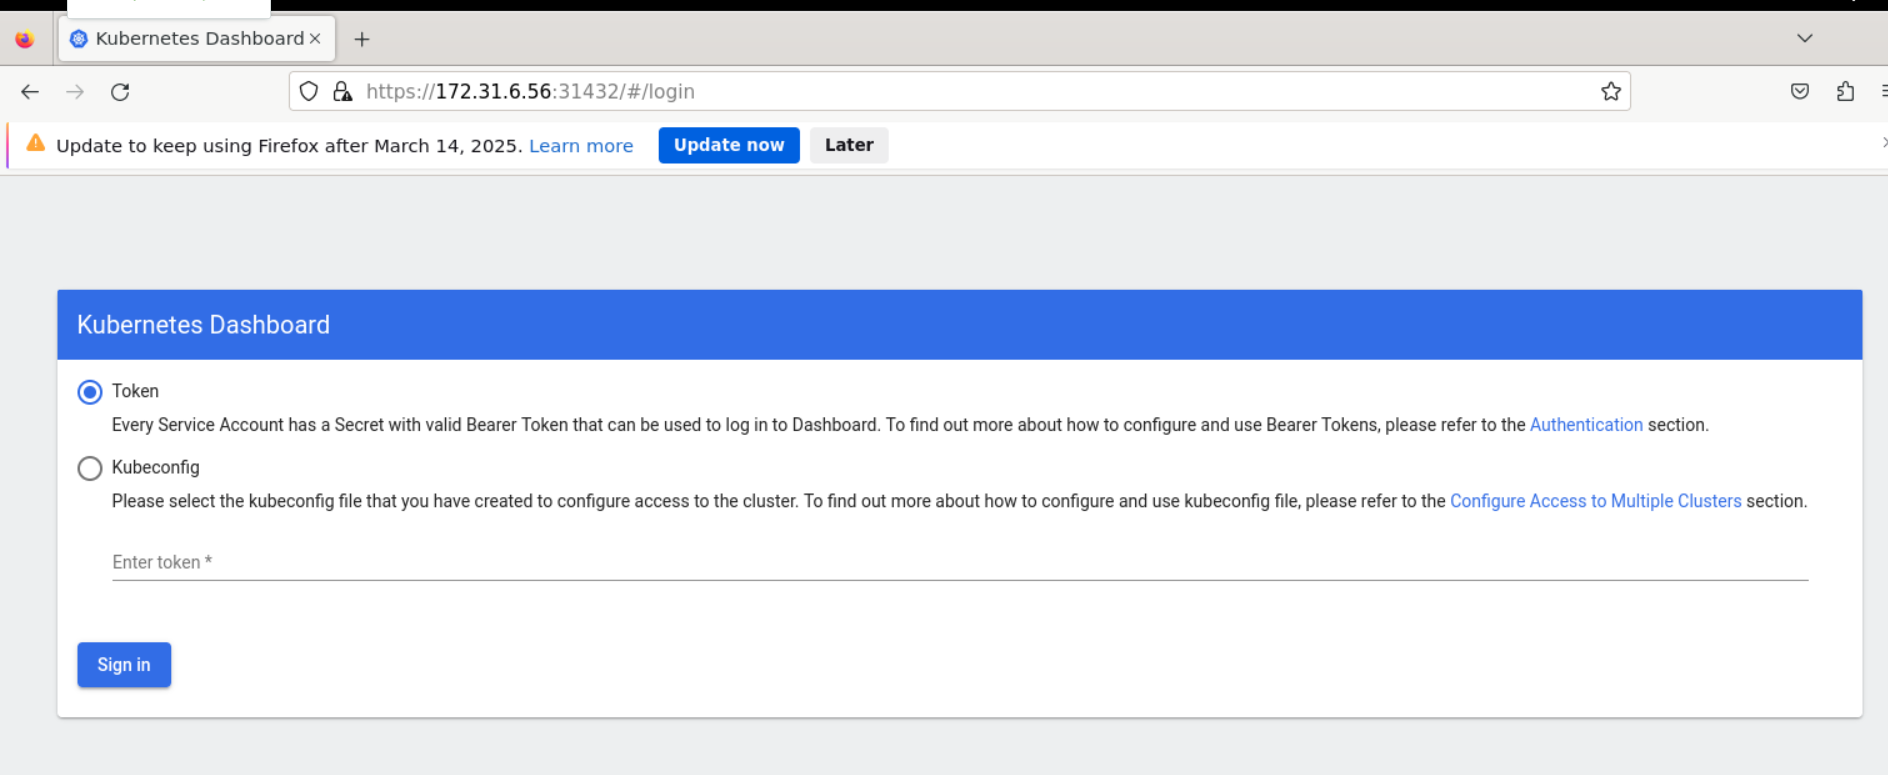 Kubernetes Dashboard
https://172.31.6.56:31432/#/login
Update to keep using Firefox after March 14, 2025. Learn more Update now Later
Kubernetes Dashboard
Token
Every Service Account has a Secret with valid Bearer Token that can be used to log in to Dashboard. To find out more about how to configure and use Bearer Tokens, please refer to the Authentication section.
Kubeconfig
Please select the kubeconfig file that you have created to configure access to the cluster. To find out more about how to configure and use kubeconfig file, please refer to the Configure Access to Multiple Clusters section.
Enter token *
Sign in